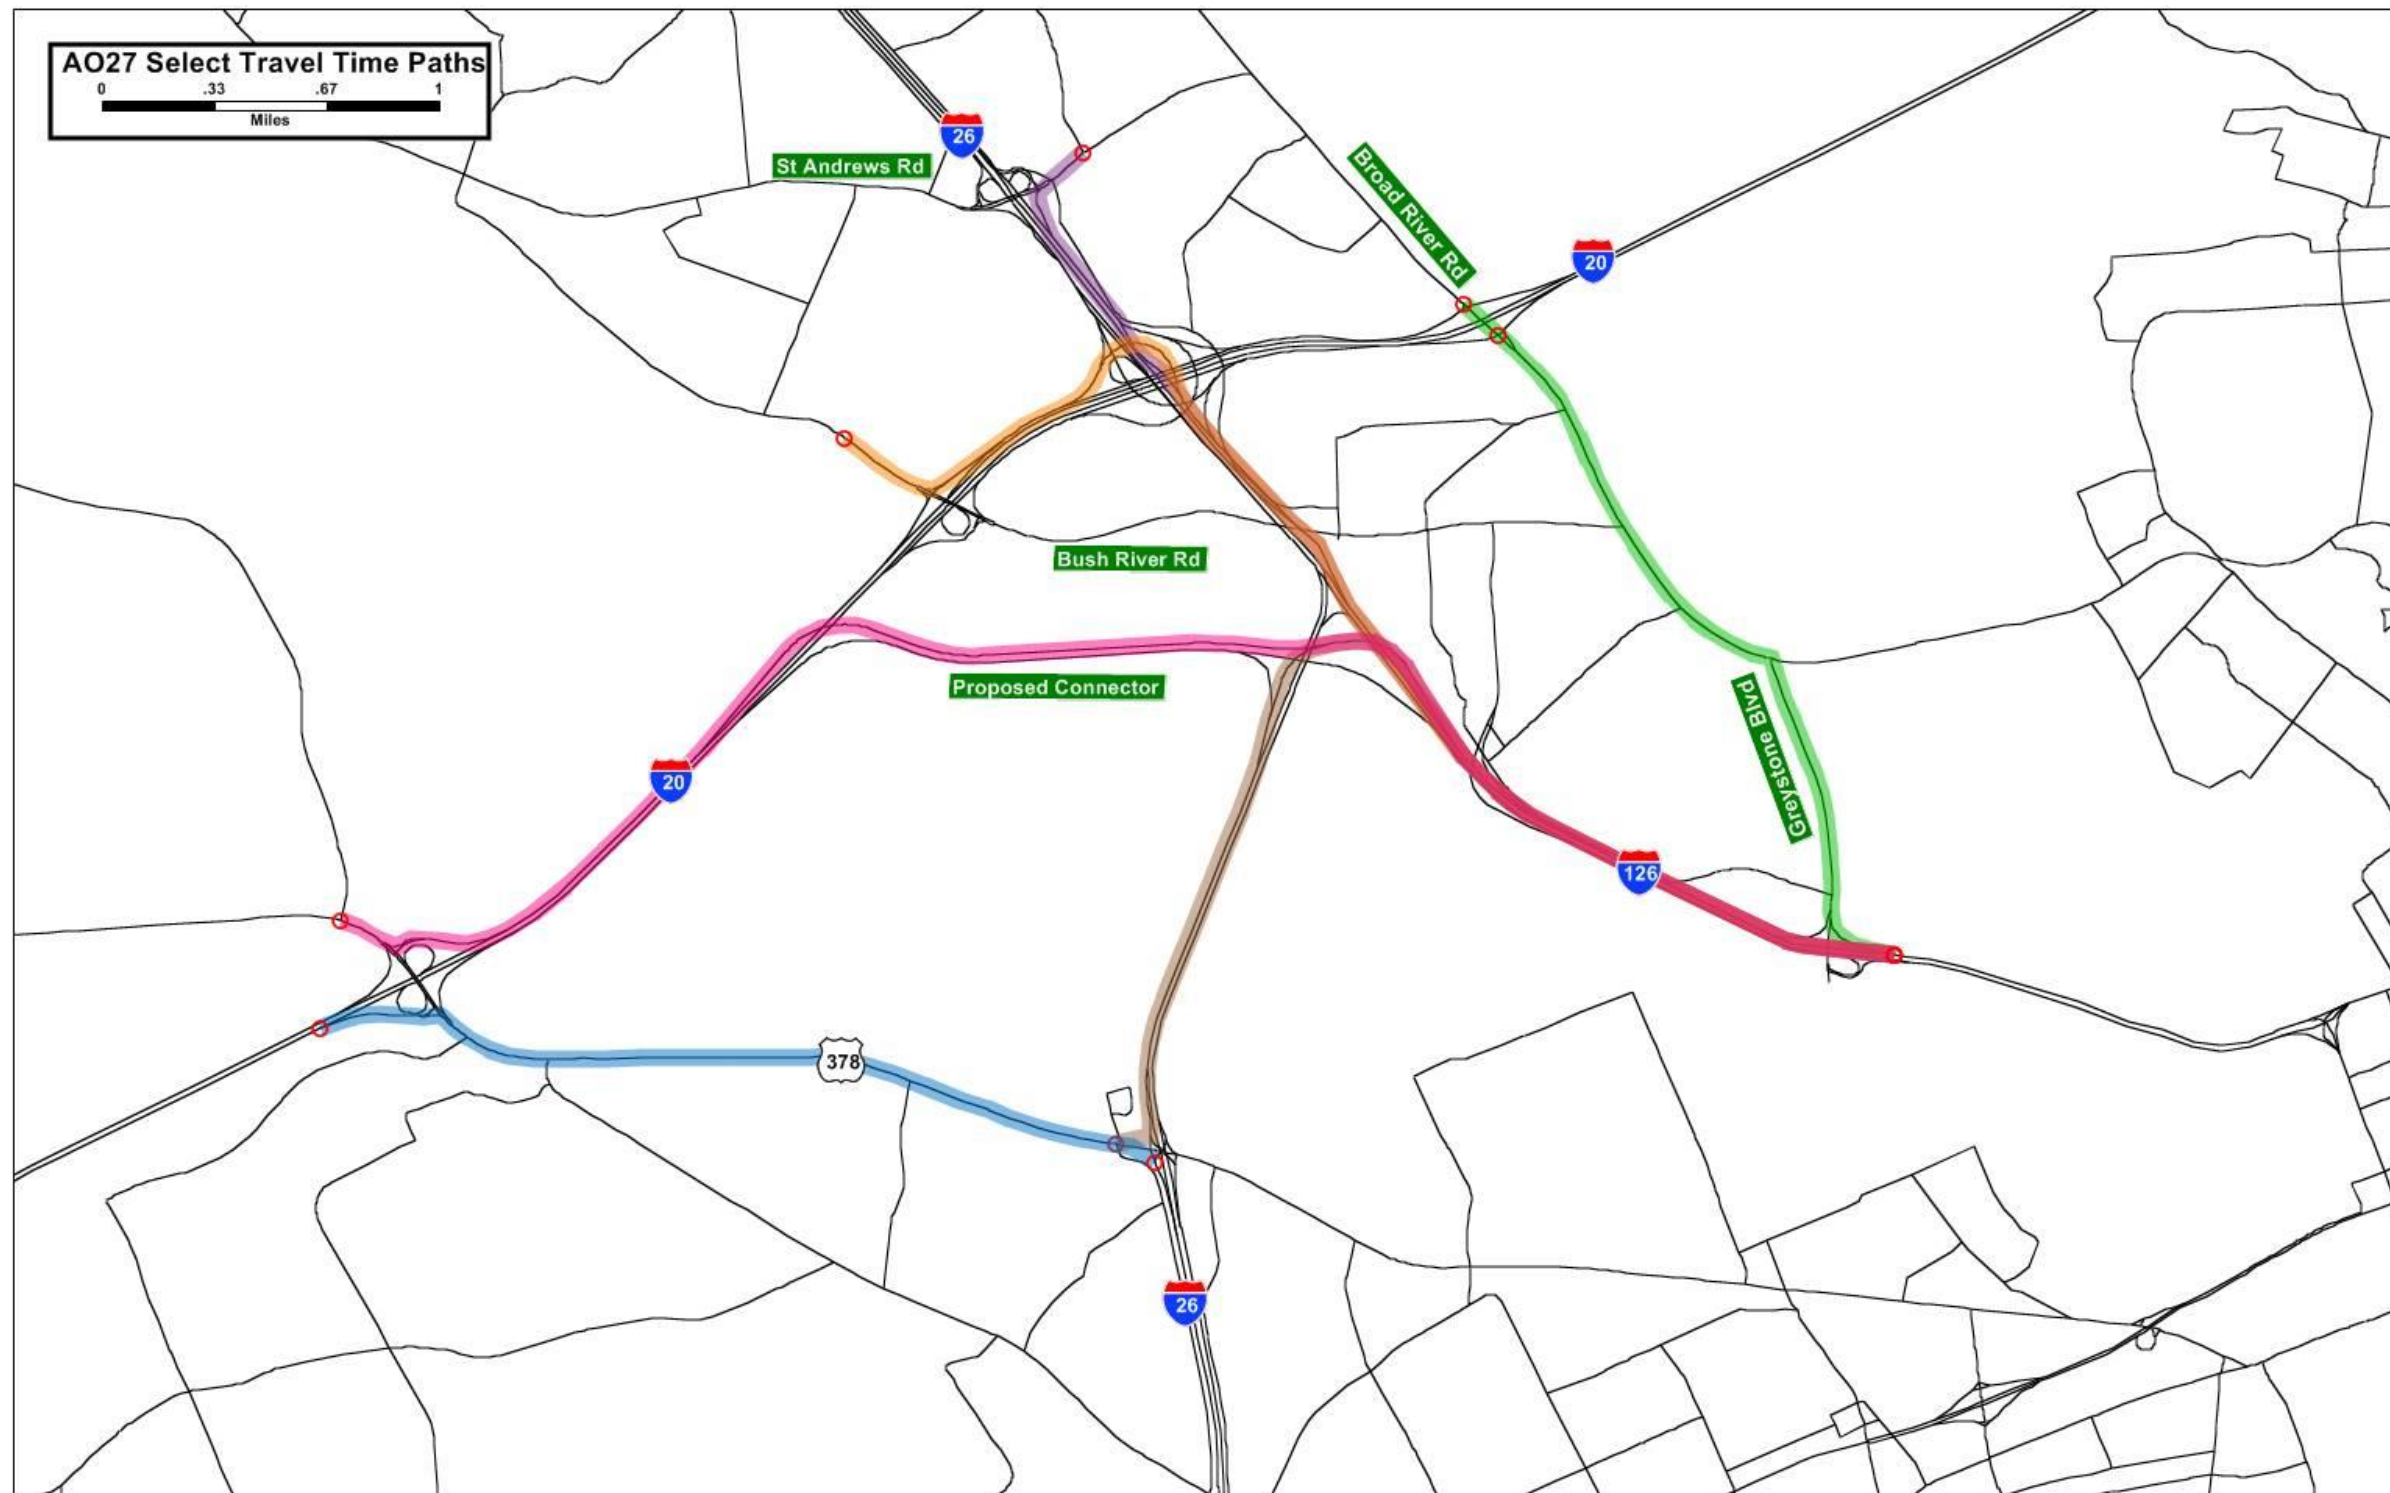 AO27 Select Travel Time Paths
0 .33 .67 1
Miles
26
St Andrews Rd
Broad River Rd
20
Bush River Rd
Proposed Connector
Greystone Blvd
20
126
378
26